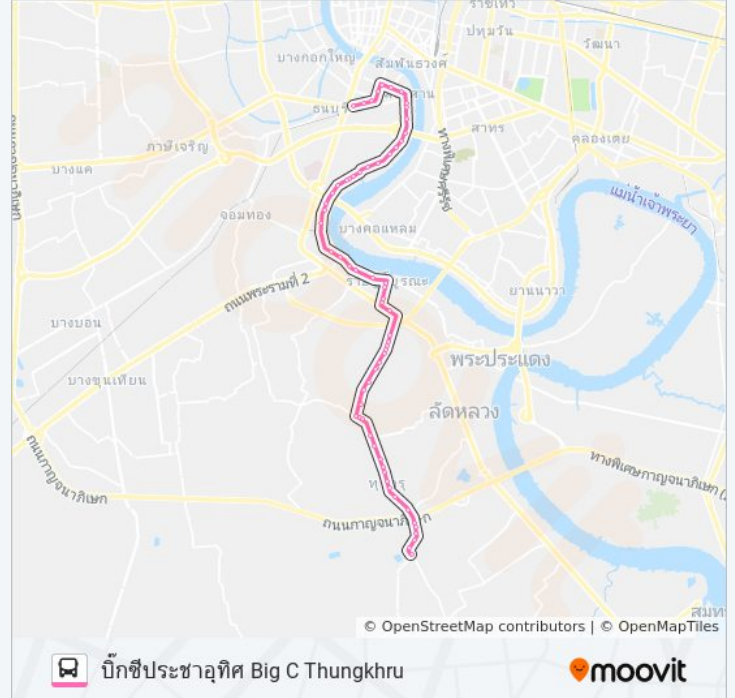 ราชเทวี
ปทุมวัน
วัฒนา
บางกอกใหญ่
สัมพันธวงศ์
ธนบุรี
สาทร
คลองเตย
ภาษีเจริญ
บางแค
ทางพิเศษศรีรัช
แม่น้ำเจ้าพระยา
จอมทอง
บางคอแหลม
ถนนพระรามที่ 2
ยานนาวา
บางบอน
พระประแดง
บางขุนเทียน
ลัดหลวง
ถนนกาญจนาภิเษก
ทางพิเศษกาญจนาภิเษก
ถนนกาญจนาภิเษก
© OpenStreetMap contributors | © OpenMapTiles
บิ๊กซีประชาอุทิศ Big C Thungkhru
moovit